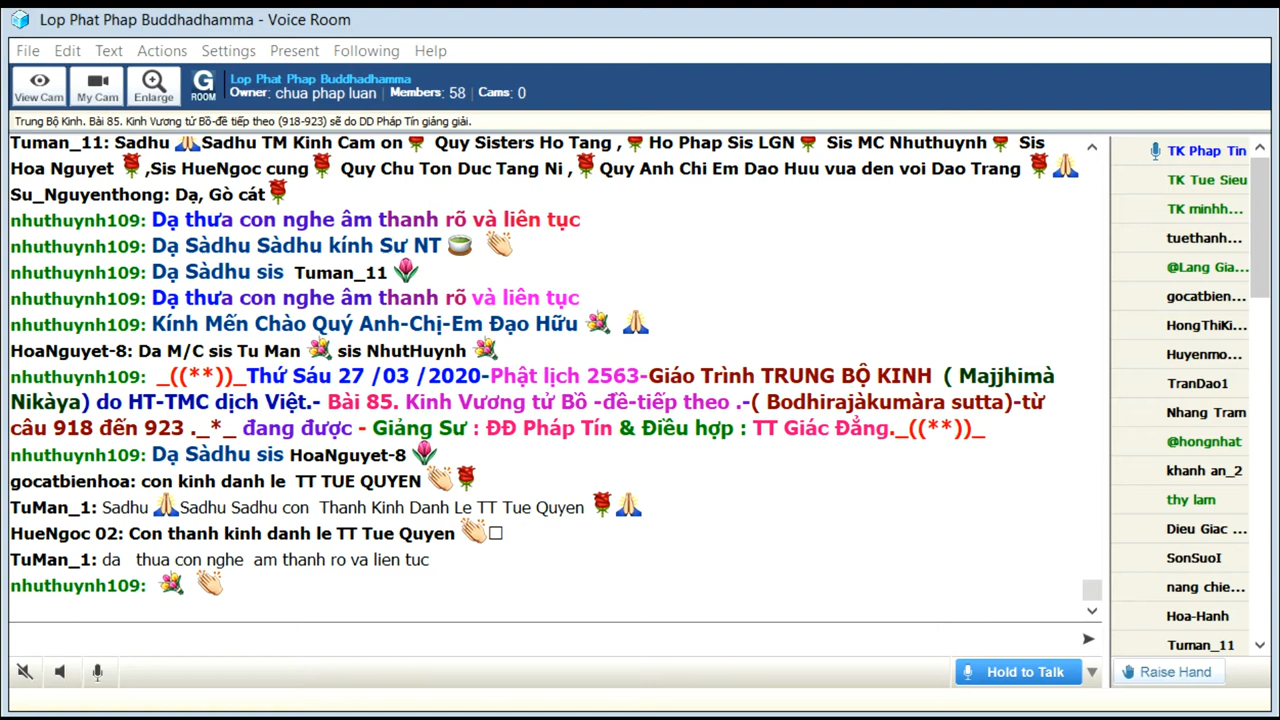 Lop Phat Phap Buddhadhamma - Voice Room
File Edit Text Actions Settings Present Following Help
View Cam My Cam Enlarge G ROOM Lop Phat Phap Buddhadhamma
Owner: chua phap luan Members: 58 Cams: 0
Trung Bộ Kinh. Bài 85. Kinh Vương tử Bồ-đề tiếp theo (918-923) sẽ do DD Pháp Tín giảng giải.
Tuman_11: Sadhu 🙏Sadhu TM Kinh Cam on🌹 Quy Sisters Ho Tang ,🌹Ho Phap Sis LGN🌹 Sis MC Nhuthuynh🌹 Sis
Hoa Nguyet 🌹,Sis HueNgoc cung🌹 Quy Chu Ton Duc Tang Ni ,🌹Quy Anh Chi Em Dao Huu vua den voi Dao Trang 🌹🙏
Su_Nguyenthong: Dạ, Gò cát🌹
nhuthuynh109: Dạ thưa con nghe âm thanh rõ và liên tục
nhuthuynh109: Dạ Sàdhu Sàdhu kính Sư NT 🍵 👏
nhuthuynh109: Dạ Sàdhu sis Tuman_11 🌷
nhuthuynh109: Dạ thưa con nghe âm thanh rõ và liên tục
nhuthuynh109: Kính Mến Chào Quý Anh-Chị-Em Đạo Hữu 💐 🙏
HoaNguyet-8: Da M/C sis Tu Man 💐 sis NhutHuynh 💐
nhuthuynh109: _((**))_Thứ Sáu 27 /03 /2020-Phật lịch 2563-Giáo Trình TRUNG BỘ KINH ( Majjhimà
Nikàya) do HT-TMC dịch Việt.- Bài 85. Kinh Vương tử Bồ -đề-tiếp theo .-( Bodhirajàkumàra sutta)-từ
câu 918 đến 923 ._*_ đang được - Giảng Sư : ĐĐ Pháp Tín & Điều hợp : TT Giác Đẳng._((**))_
nhuthuynh109: Dạ Sàdhu sis HoaNguyet-8 🌷
gocatbienhoa: con kinh danh le TT TUE QUYEN 👏🌹
TuMan_1: Sadhu 🙏Sadhu Sadhu con Thanh Kinh Danh Le TT Tue Quyen 🌹🙏
HueNgoc 02: Con thanh kinh danh le TT Tue Quyen 👏□
TuMan_1: da thua con nghe am thanh ro va lien tuc
nhuthuynh109: 💐 👏
TK Phap Tin
TK Tue Sieu
TK minhh...
tuethanh...
@Lang Gia...
gocatbien...
HongThiKi...
Huyenmo...
TranDao1
Nhang Tram
@hongnhat
khanh an_2
thy lam
Dieu Giac ...
SonSuoI
nang chie...
Hoa-Hanh
Tuman_11
Hold to Talk Raise Hand